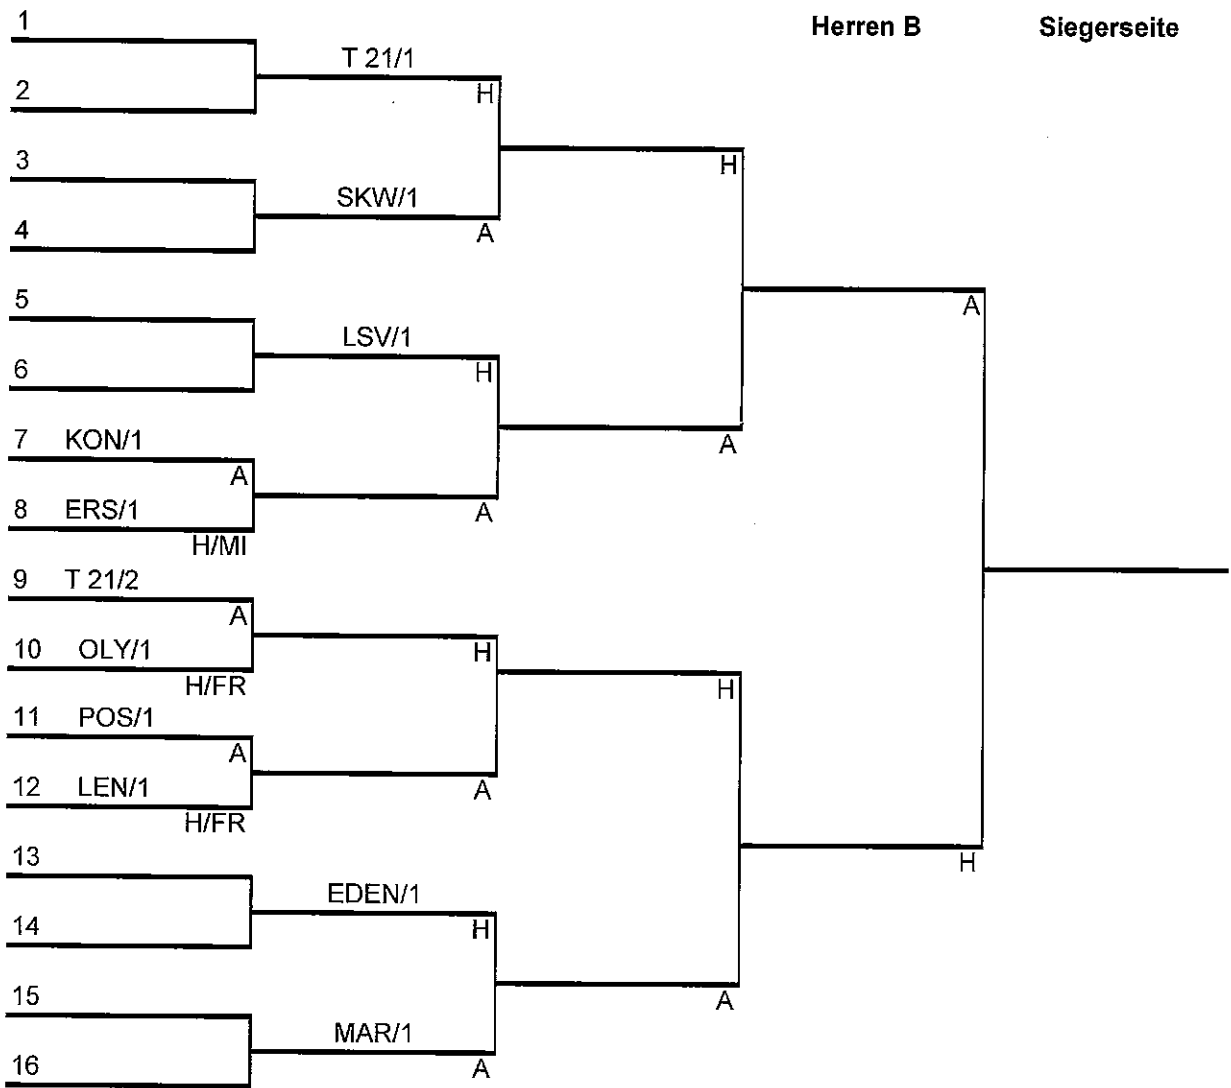 1 Herren B Siegerseite
T 21/1
2 H
3 H
SKW/1
4 A
5 A
LSV/1
6 H
7 KON/1 A
A
8 ERS/1 A
H/MI
9 T 21/2
A
10 OLY/1 H
H/FR H
11 POS/1
A
12 LEN/1 A
H/FR
13 H
EDEN/1
14 H
15 A
MAR/1
16 A